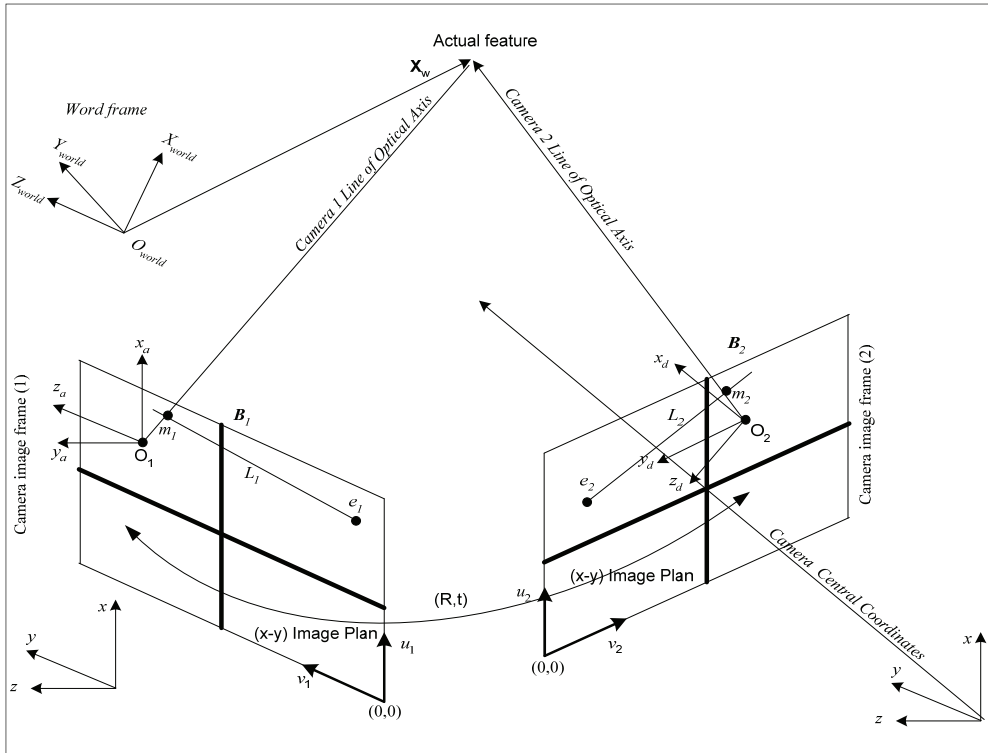 Actual feature
X_w
Word frame
X_world
Y_world
Z_world
O_world
Camera 1 Line of Optical Axis
Camera 2 Line of Optical Axis
Camera image frame (1)
x_a
z_a
y_a
O_1
m_1
B_1
L_1
e_1
Camera image frame (2)
B_2
x_d
m_2
L_2
O_2
y_d
z_d
e_2
(R,t)
(x-y) Image Plan
u_1
v_1
(0,0)
(x-y) Image Plan
u_2
v_2
(0,0)
Camera Central Coordinates
x
y
z
x
y
z